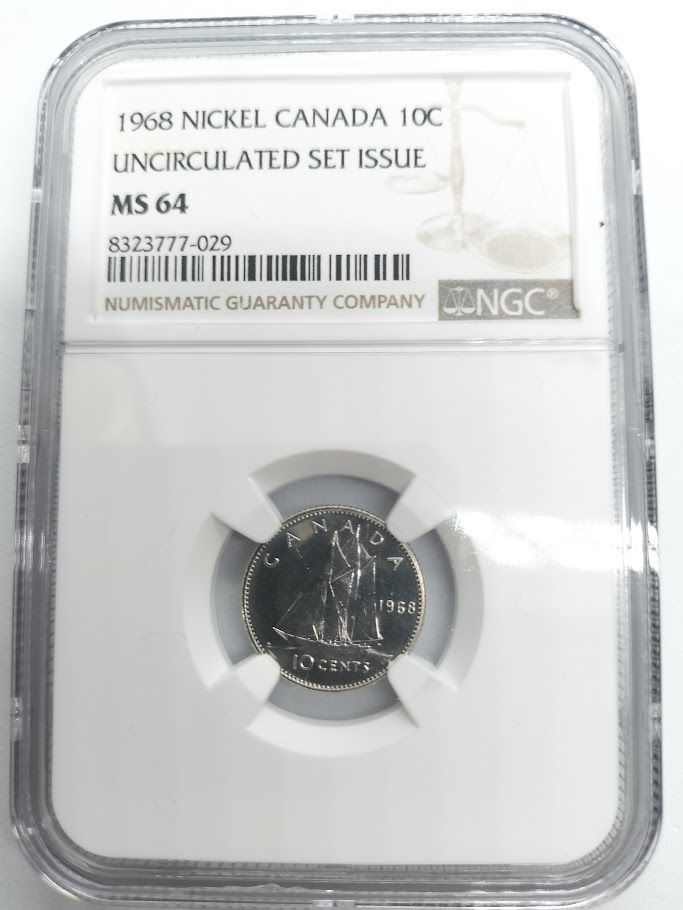 1968 NICKEL CANADA 10C
UNCIRCULATED SET ISSUE
MS 64
8323777-029
NUMISMATIC GUARANTY COMPANY
NGC®
CANADA
1968
10 CENTS